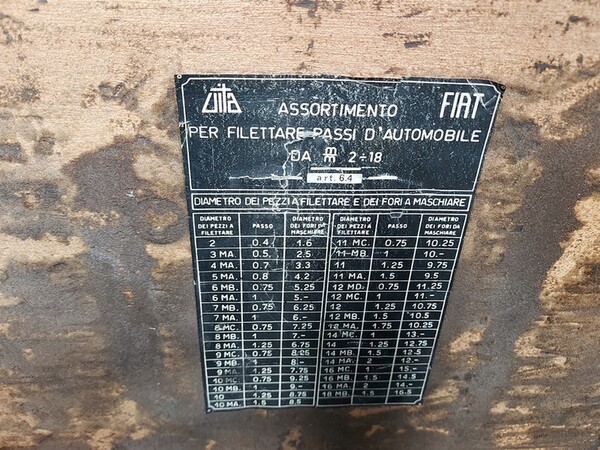 Vita
FIAT
ASSORTIMENTO
PER FILETTARE PASSI D'AUTOMOBILE
DA mm 2÷18
art. 64
DIAMETRO DEI PEZZI A FILETTARE E DEI FORI A MASCHIARE
DIAMETRO DEI PEZZI A FILETTARE PASSO DIAMETRO DEI FORI DA MASCHIARE DIAMETRO DEI PEZZI A FILETTARE PASSO DIAMETRO DEI FORI DA MASCHIARE
2 0.4 1.6 11 MC. 0.75 10.25
3 MA. 0.5 2.5 11 MB. 1 10.-
4 MA. 0.7 3.3 11 1.25 9.75
5 MA. 0.8 4.2 11 MA. 1.5 9.5
6 MB. 0.75 5.25 12 MD. 0.75 11.25
6 MA. 1 5.- 12 MC. 1 11.-
7 MB. 0.75 6.25 12 1.25 10.75
7 MA. 1 6.- 12 MB. 1.5 10.5
8 MC. 0.75 7.25 12 MA. 1.75 10.25
8 MB. 1 7.- 14 MC. 1 13.-
8 MA. 1.25 6.75 14 1.25 12.75
9 MC. 0.75 8.25 14 MB. 1.5 12.5
9 MB. 1 8.- 14 MA. 2 12.-
9 MA. 1.25 7.75 16 MC. 1 15.-
10 MC. 0.75 9.25 16 MB. 1.5 14.5
10 MB. 1 9.- 16 MA. 2 14.-
10 1.25 8.75 18 MB. 1.5 16.5
10 MA. 1.5 8.5